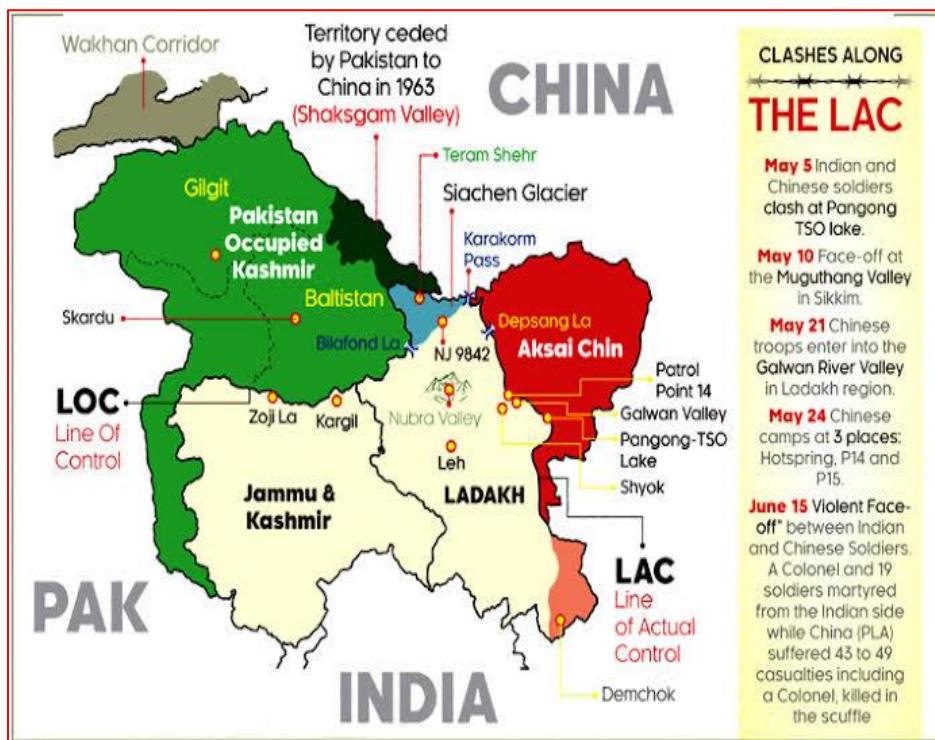 Wakhan Corridor
Territory ceded
by Pakistan to
China in 1963
(Shaksgam Valley)
CHINA
Teram Shehr
Siachen Glacier
Karakorm
Pass
Gilgit
Pakistan
Occupied
Kashmir
Baltistan
Skardu
Bilafond La
NJ 9842
Depsang La
Aksai Chin
Patrol
Point 14
Galwan Valley
Pangong-TSO
Lake
Shyok
LOC
Line Of
Control
Zoji La
Kargil
Nubra Valley
Leh
Jammu &
Kashmir
LADAKH
LAC
Line
of Actual
Control
PAK
INDIA
Demchok
CLASHES ALONG
THE LAC
May 5 Indian and
Chinese soldiers
clash at Pangong
TSO lake.
May 10 Face-off at
the Muguthang Valley
in Sikkim.
May 21 Chinese
troops enter into the
Galwan River Valley
in Ladakh region.
May 24 Chinese
camps at 3 places:
Hotspring, P14 and
P15.
June 15 Violent Face-
off" between Indian
and Chinese Soldiers.
A Colonel and 19
soldiers martyred
from the Indian side
while China (PLA)
suffered 43 to 49
casualties including
a Colonel, killed in
the scuffle